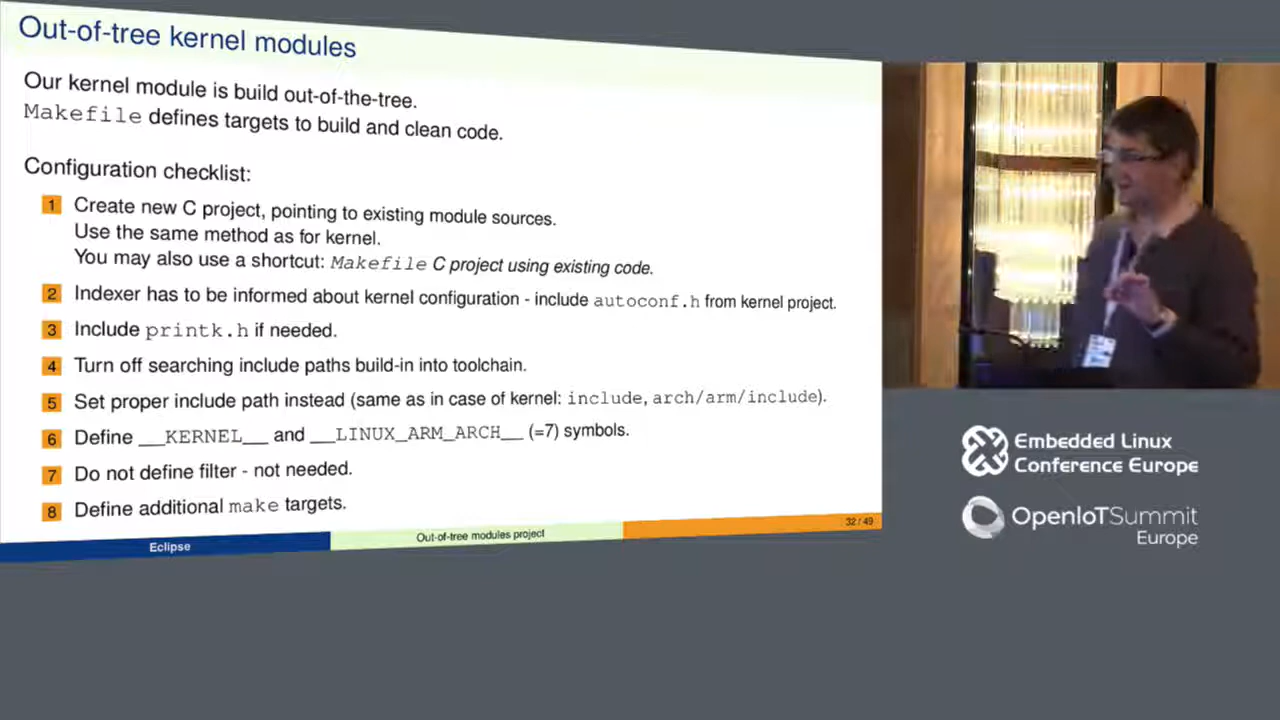 Out-of-tree kernel modules
Our kernel module is build out-of-the-tree.
Makefile defines targets to build and clean code.
Configuration checklist:
1 Create new C project, pointing to existing module sources.
Use the same method as for kernel.
You may also use a shortcut: Makefile C project using existing code.
2 Indexer has to be informed about kernel configuration - include autoconf.h from kernel project.
3 Include printk.h if needed.
4 Turn off searching include paths build-in into toolchain.
5 Set proper include path instead (same as in case of kernel: include, arch/arm/include).
6 Define __KERNEL__ and __LINUX_ARM_ARCH__ (=7) symbols.
7 Do not define filter - not needed.
8 Define additional make targets.
32 / 49
Eclipse
Out-of-tree modules project
Embedded Linux
Conference Europe
OpenIoTSummit
Europe